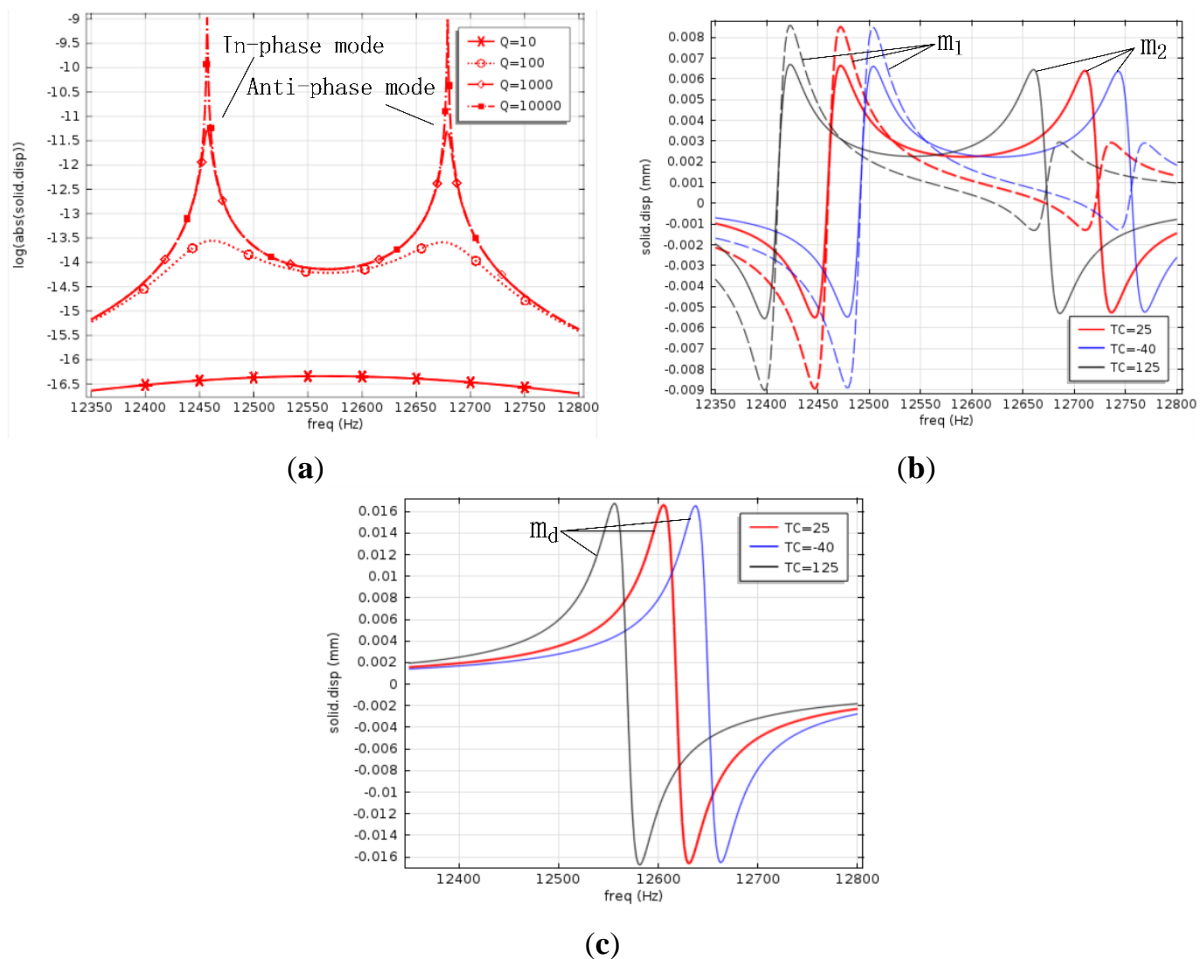 -9
-9.5
-10
-10.5
-11
-11.5
-12
-12.5
-13
-13.5
-14
-14.5
-15
-15.5
-16
-16.5
log(abs(solid.disp))
In-phase mode
Anti-phase mode
Q=10
Q=100
Q=1000
Q=10000
12350 12400 12450 12500 12550 12600 12650 12700 12750 12800
freq (Hz)
(a)
0.008
0.007
0.006
0.005
0.004
0.003
0.002
0.001
0
-0.001
-0.002
-0.003
-0.004
-0.005
-0.006
-0.007
-0.008
-0.009
solid.disp (mm)
m1
m2
TC=25
TC=-40
TC=125
12350 12400 12450 12500 12550 12600 12650 12700 12750 12800
freq (Hz)
(b)
0.016
0.014
0.012
0.01
0.008
0.006
0.004
0.002
0
-0.002
-0.004
-0.006
-0.008
-0.01
-0.012
-0.014
-0.016
solid.disp (mm)
md
TC=25
TC=-40
TC=125
12400 12500 12600 12700 12800
freq (Hz)
(c)